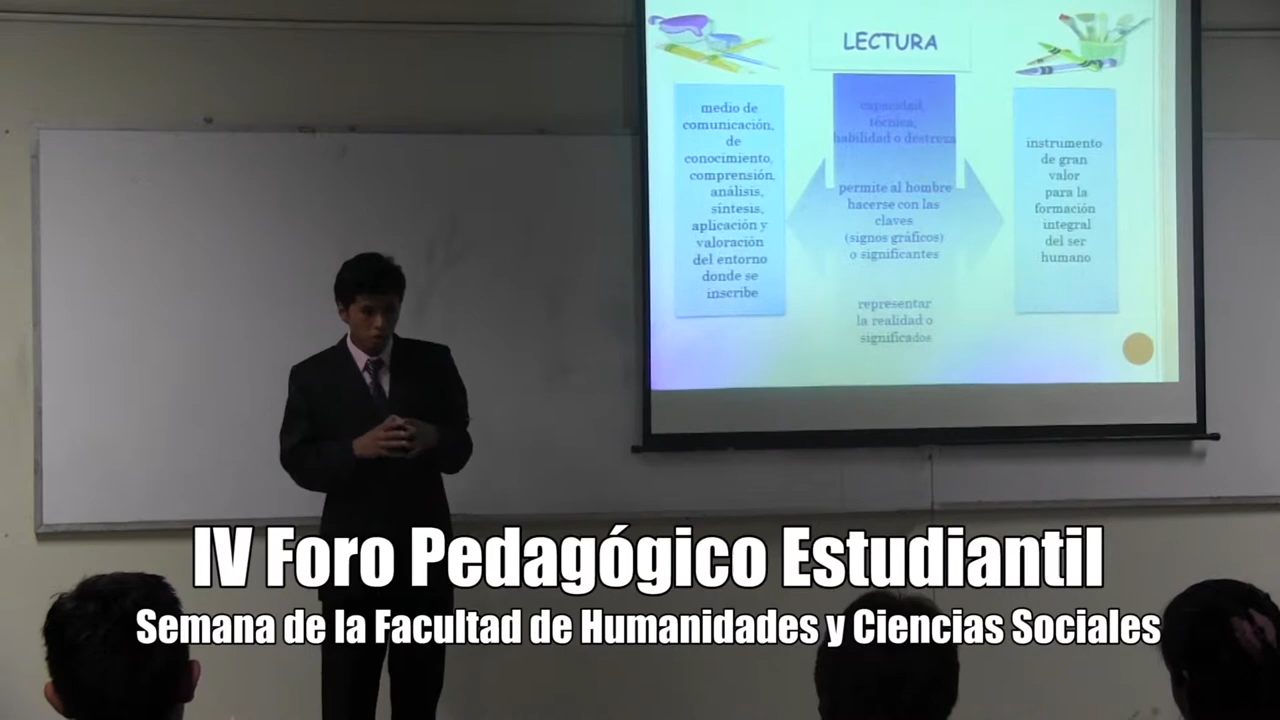 LECTURA
medio de
comunicación,
de
conocimiento,
comprensión,
análisis,
síntesis,
aplicación y
valoración
del entorno
donde se
inscribe
capacidad,
técnica,
habilidad o destreza
permite al hombre
hacerse con las
claves
(signos gráficos)
o significantes
representar
la realidad o
significados
instrumento
de gran
valor
para la
formación
integral
del ser
humano
IV Foro Pedagógico Estudiantil
Semana de la Facultad de Humanidades y Ciencias Sociales